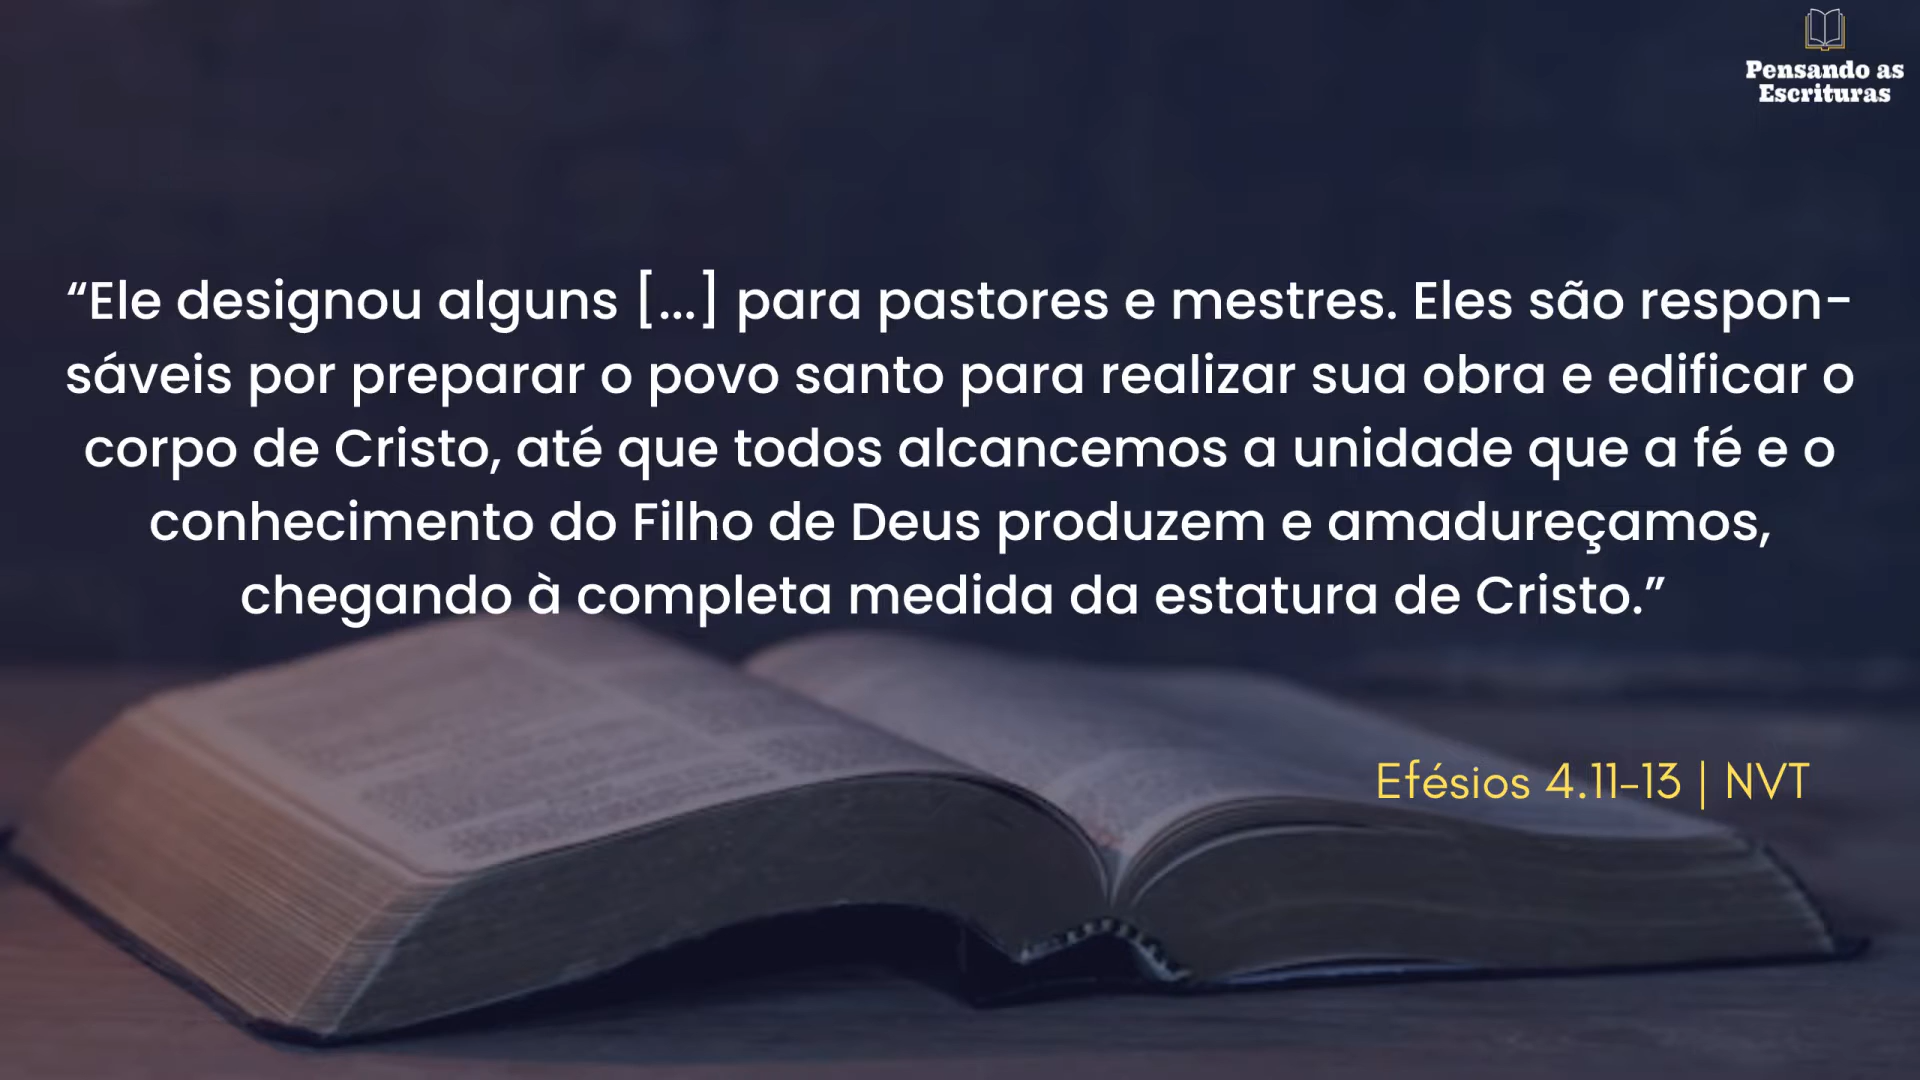 Pensando as
Escrituras
“Ele designou alguns [...] para pastores e mestres. Eles são respon-
sáveis por preparar o povo santo para realizar sua obra e edificar o
corpo de Cristo, até que todos alcancemos a unidade que a fé e o
conhecimento do Filho de Deus produzem e amadureçamos,
chegando à completa medida da estatura de Cristo.”
Efésios 4.11-13 | NVT